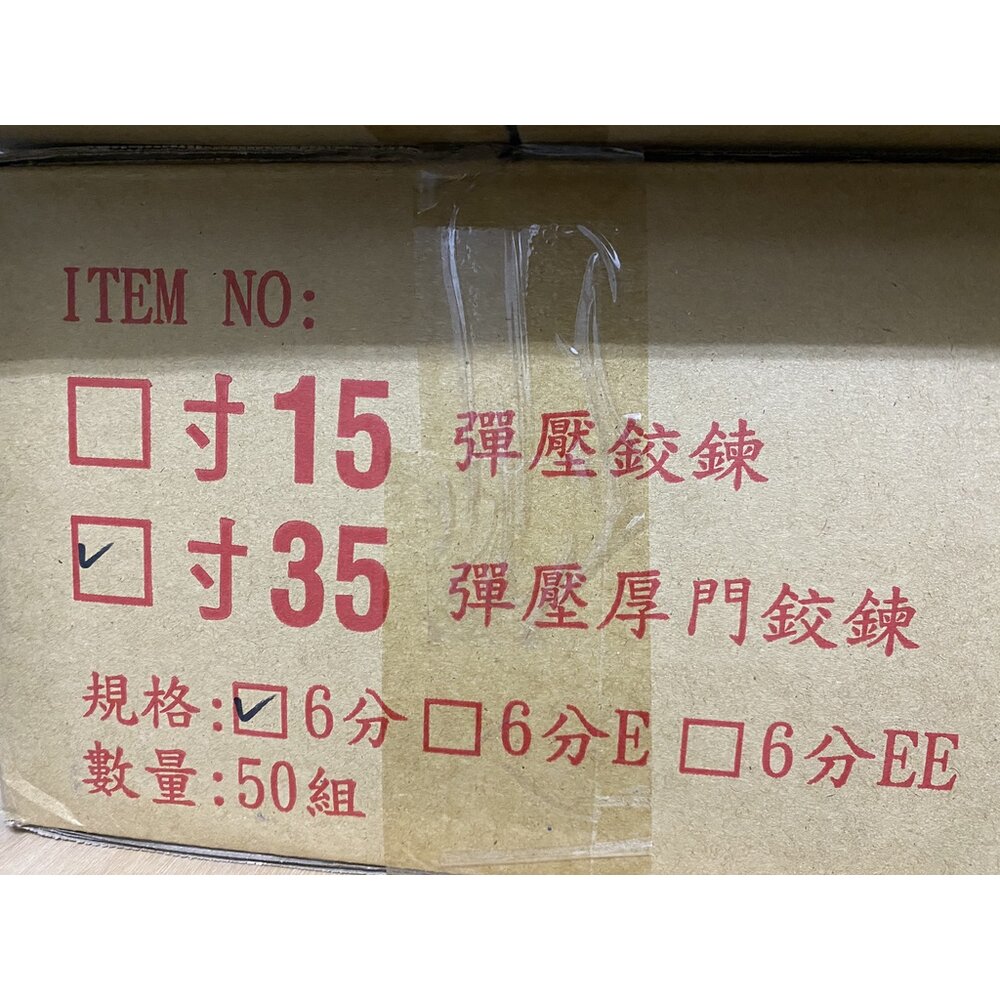 ITEM NO:
☐寸15 彈壓鉸鍊
☑寸35 彈壓厚門鉸鍊
規格:☑6分 ☐6分E ☐6分EE
數量:50組